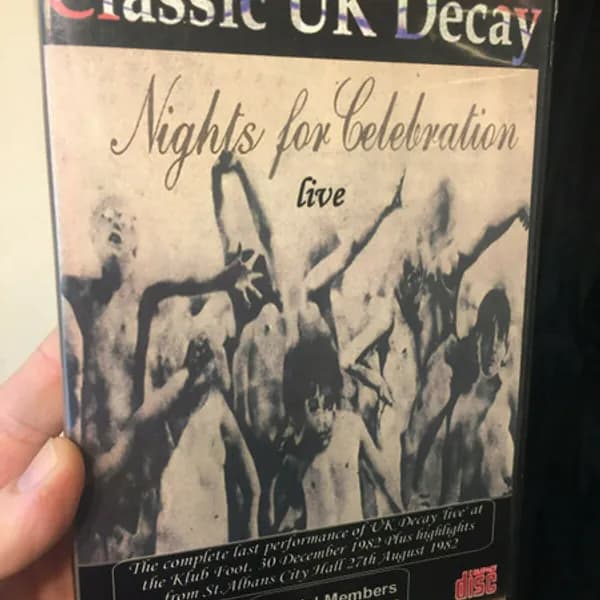 Classic UK Decay
Nights for Celebration
live
The complete last performance of 'UK Decay 'live' at
the Klub Foot, 30 December 1982 Plus highlights
from St.Albans City Hall 27th August 1982
Members
COMPACT
disc